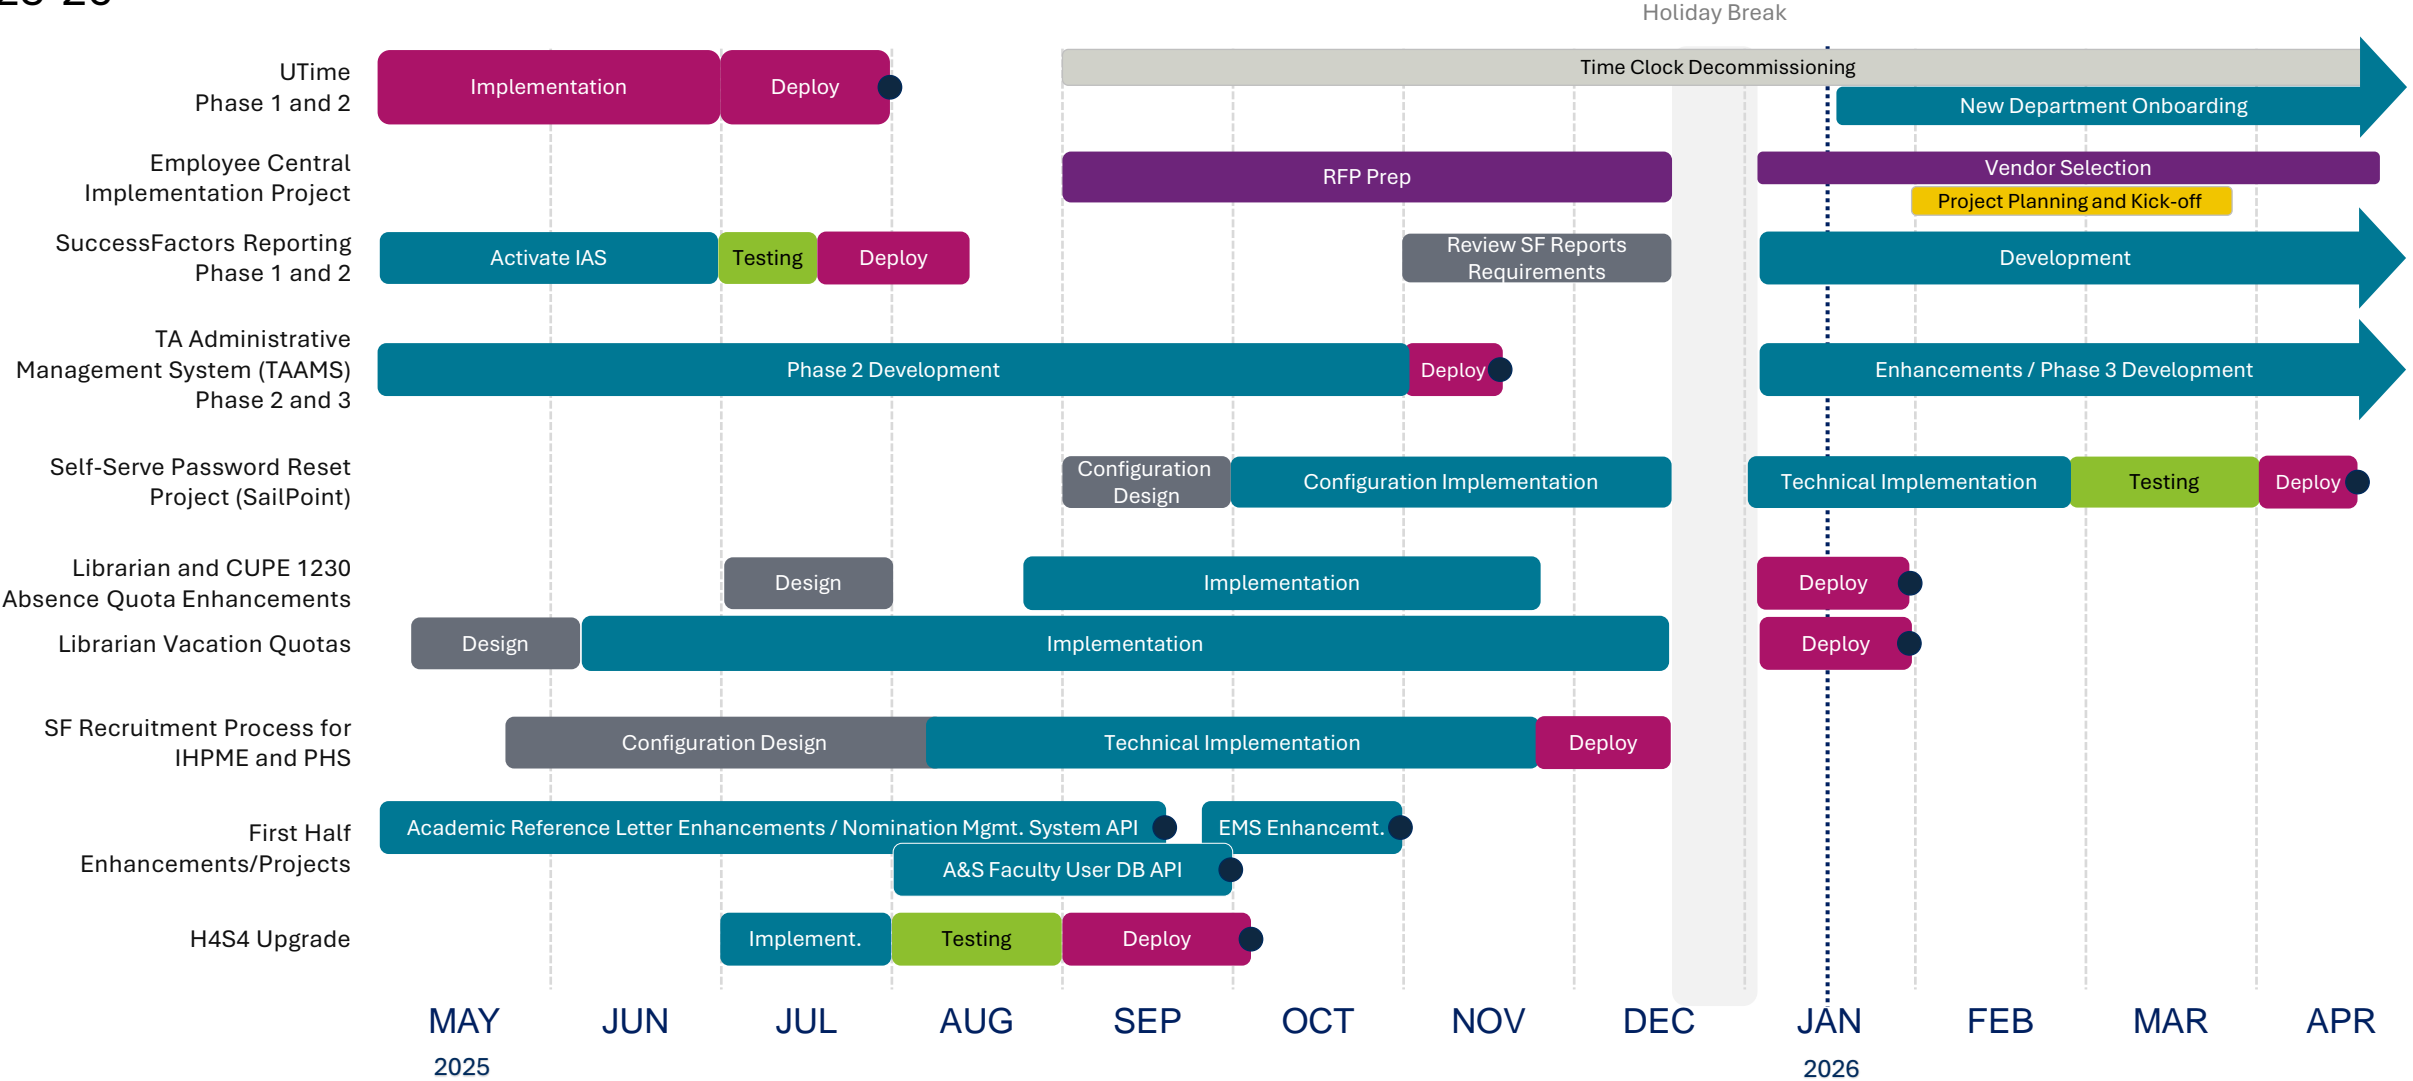 Holiday Break
UTime
Phase 1 and 2
Implementation
Deploy
Time Clock Decommissioning
New Department Onboarding
Employee Central
Implementation Project
RFP Prep
Vendor Selection
Project Planning and Kick-off
SuccessFactors Reporting
Phase 1 and 2
Activate IAS
Testing
Deploy
Review SF Reports
Requirements
Development
TA Administrative
Management System (TAAMS)
Phase 2 and 3
Phase 2 Development
Deploy
Enhancements / Phase 3 Development
Self-Serve Password Reset
Project (SailPoint)
Configuration
Design
Configuration Implementation
Technical Implementation
Testing
Deploy
Librarian and CUPE 1230
Absence Quota Enhancements
Design
Implementation
Deploy
Librarian Vacation Quotas
Design
Implementation
Deploy
SF Recruitment Process for
IHPME and PHS
Configuration Design
Technical Implementation
Deploy
First Half
Enhancements/Projects
Academic Reference Letter Enhancements / Nomination Mgmt. System API
EMS Enhancemt.
A&S Faculty User DB API
H4S4 Upgrade
Implement.
Testing
Deploy
MAY JUN JUL AUG SEP OCT NOV DEC JAN FEB MAR APR
2025 2026